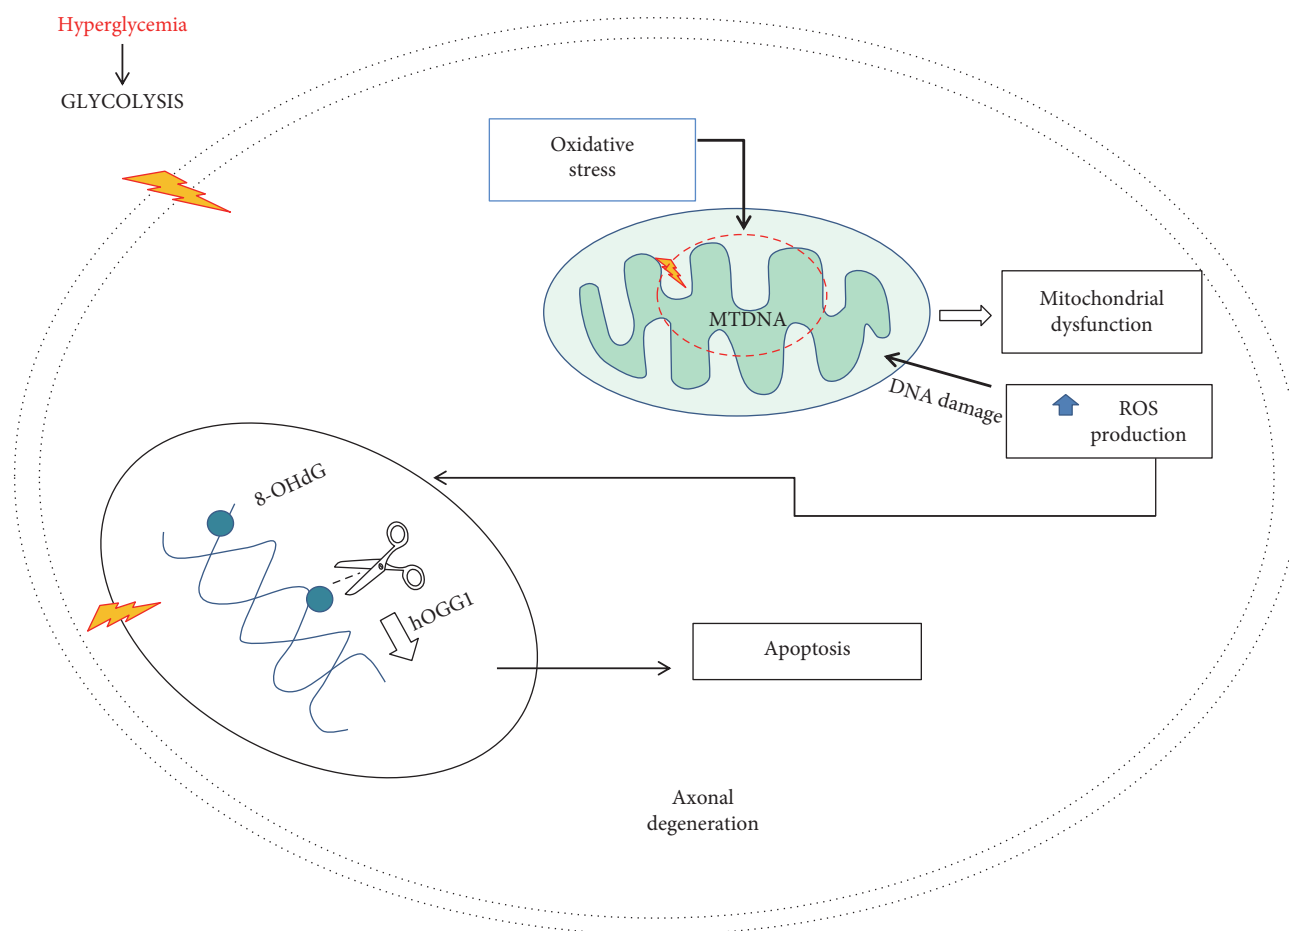 Hyperglycemia
GLYCOLYSIS
Oxidative
stress
MTDNA
Mitochondrial
dysfunction
DNA damage
ROS
production
8-OHdG
hOGG1
Apoptosis
Axonal
degeneration